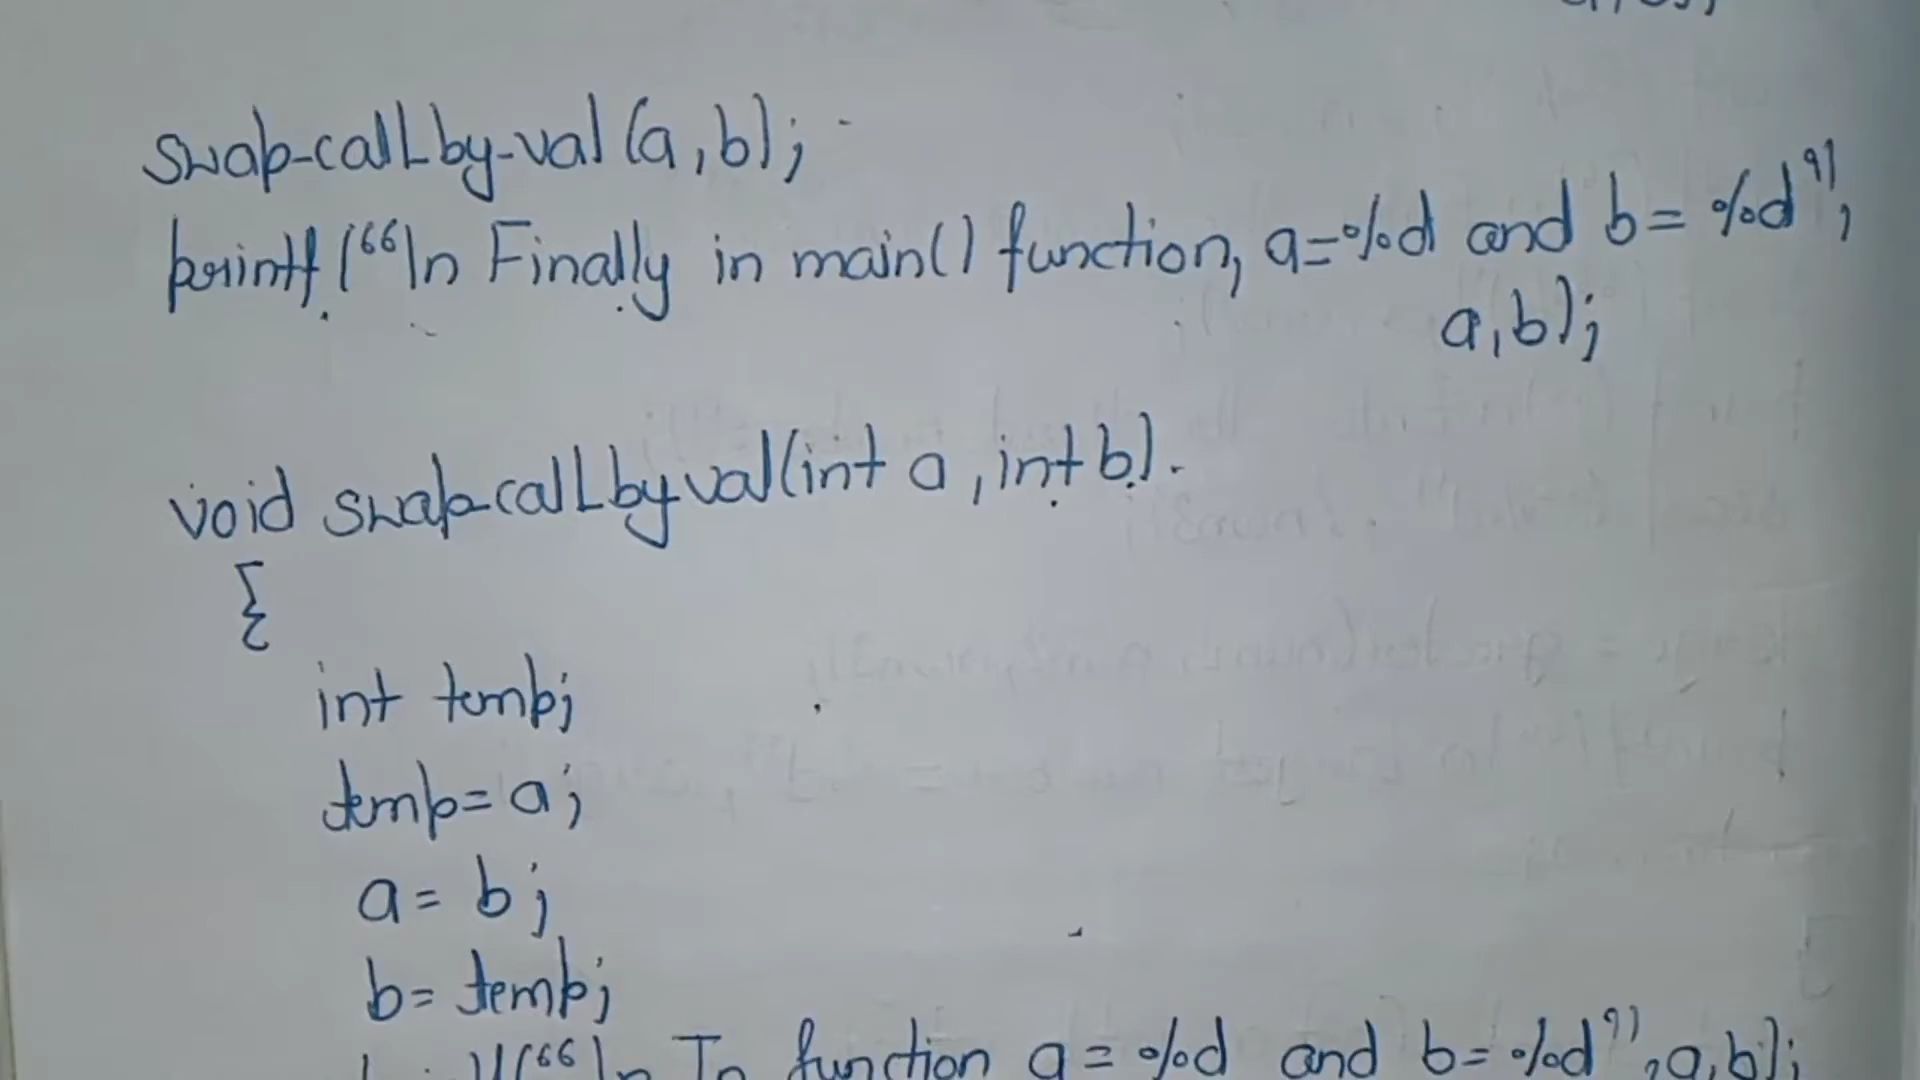 swap-call-by-val (a, b);
printf ("\n Finally in main() function, a=%d and b= %d",
a, b);
void swap-call-by-val(int a, int b).
{
int temp;
temp= a;
a= b;
b= temp;
printf("\n In function a= %d and b= %d", a, b);